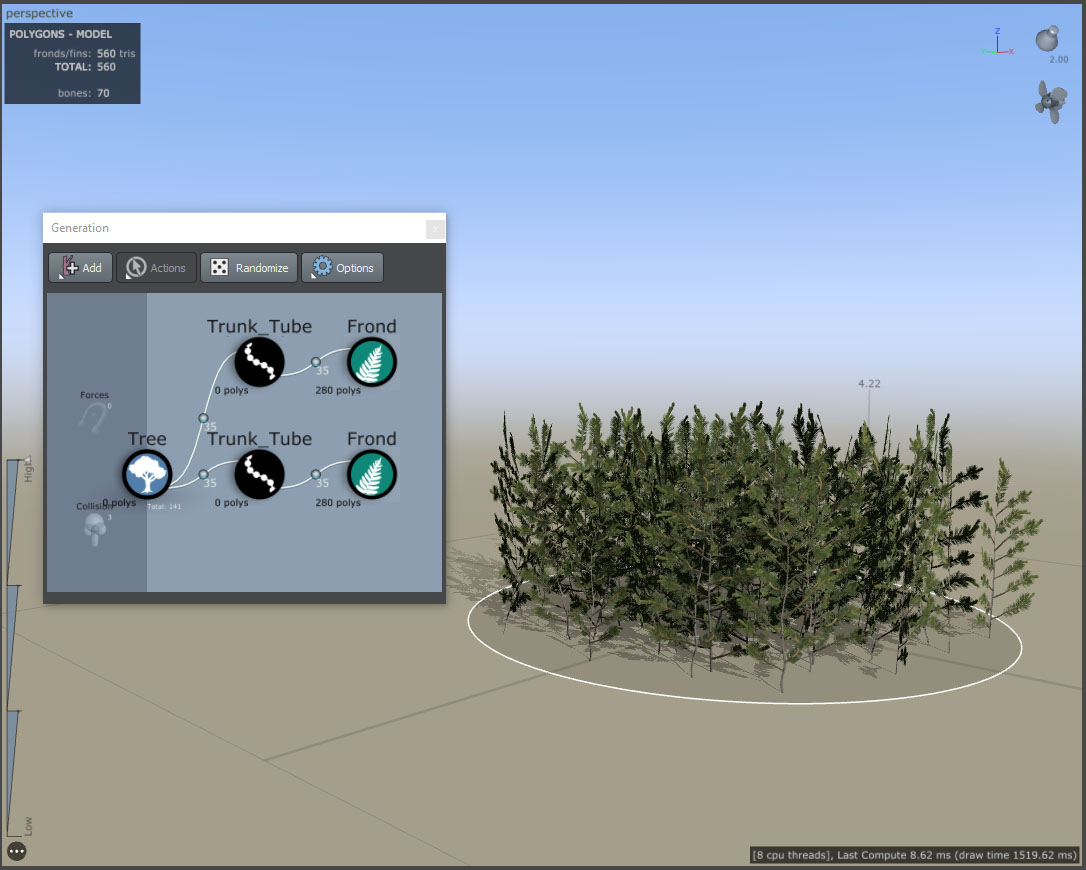 perspective
POLYGONS - MODEL
fronds/fins: 560 tris
TOTAL: 560
bones: 70
Z
Y X
2.00
Generation
x
Add Actions Randomize Options
Trunk_Tube Frond
35
0 polys 280 polys
Forces
0
35
Tree Trunk_Tube Frond
35 35
0 polys Total: 141 0 polys 280 polys
Collision
3
4.22
High
Low
[8 cpu threads], Last Compute 8.62 ms (draw time 1519.62 ms)